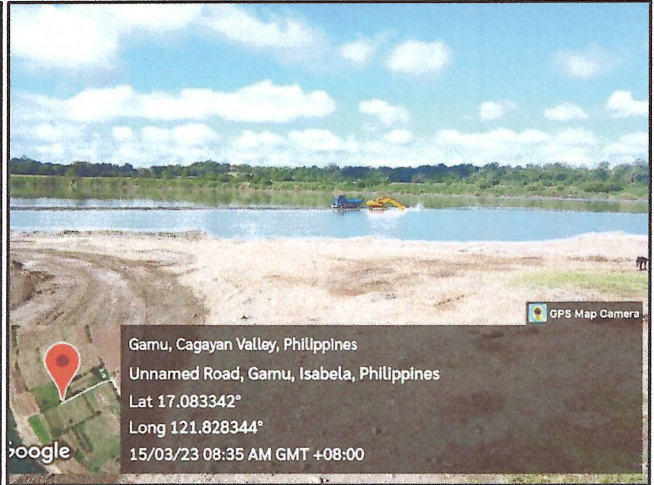 GPS Map Camera
Gamu, Cagayan Valley, Philippines
Unnamed Road, Gamu, Isabela, Philippines
Lat 17.083342°
Long 121.828344°
15/03/23 08:35 AM GMT +08:00
Google